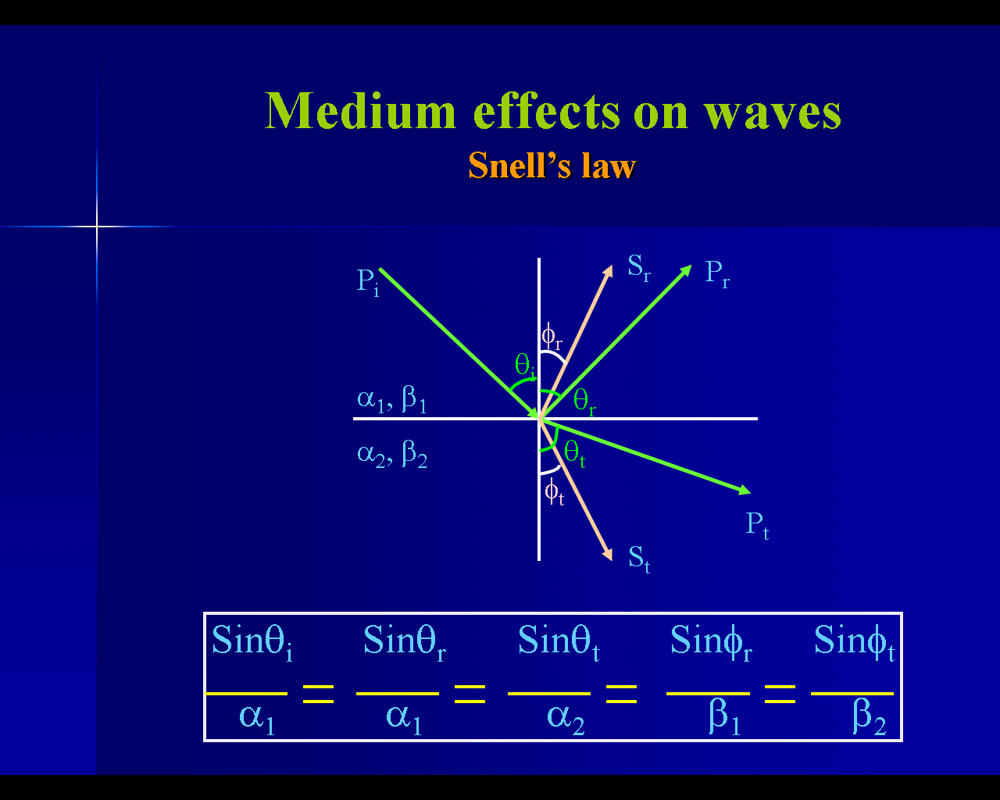 Medium effects on waves
Snell's law
Pᵢ
Sᵣ
Pᵣ
ϕᵣ
θᵢ
α₁, β₁
θᵣ
α₂, β₂
θₜ
ϕₜ
Pₜ
Sₜ
Sinθᵢ Sinθᵣ Sinθₜ Sinϕᵣ Sinϕₜ
= = = =
α₁ α₁ α₂ β₁ β₂